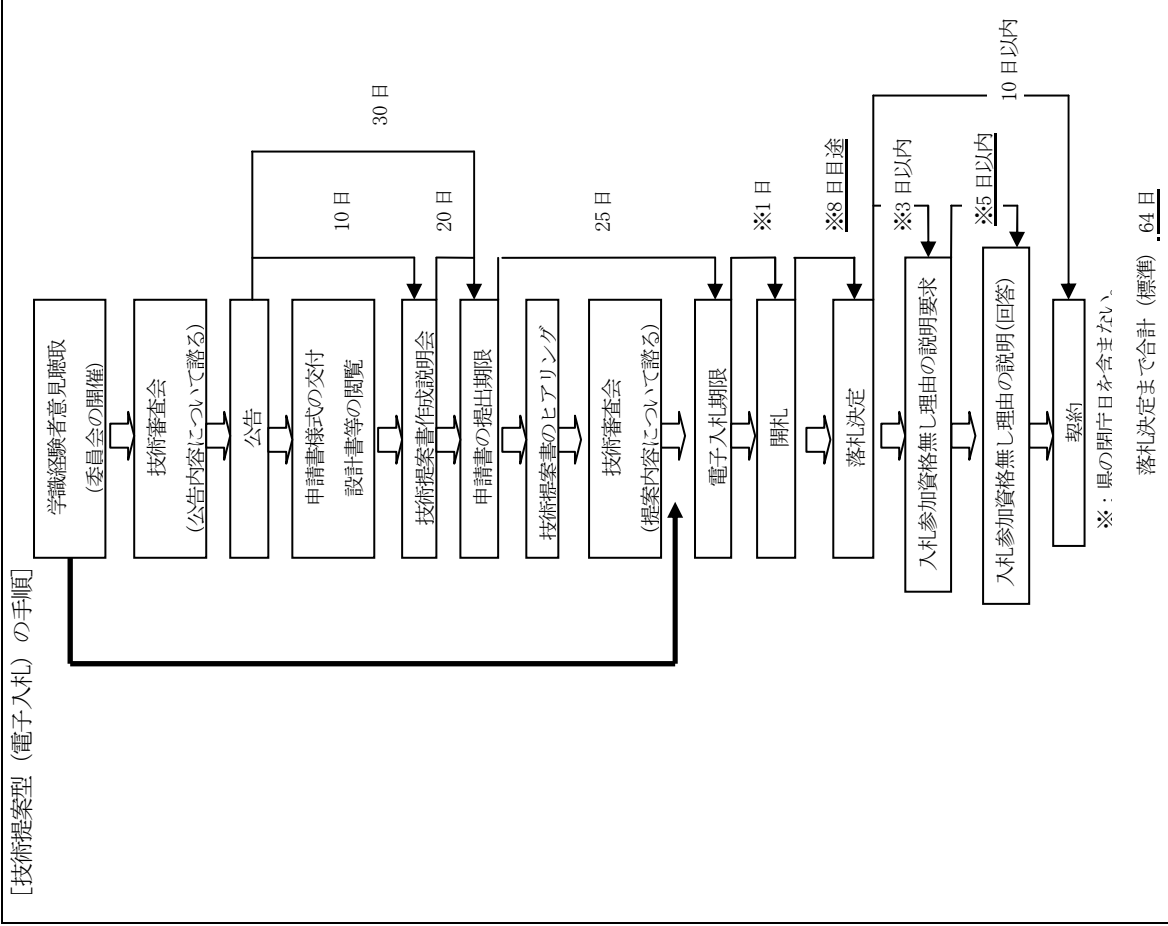 [技術提案型(電子入札)の手順]
学識経験者意見聴取
(委員会の開催)
技術審査会
(公告内容について諮る)
公告
申請書様式の交付
設計書等の閲覧
技術提案書作成説明会
申請書の提出期限
技術提案書のヒアリング
技術審査会
(提案内容について諮る)
電子入札期限
開札
落札決定
入札参加資格無し理由の説明要求
入札参加資格無し理由の説明(回答)
契約
30日
10日
20日
25日
※1日
※8日目途
※3日以内
※5日以内
10日以内
※:県の閉庁日を含まない。
落札決定まで合計(標準) 64日